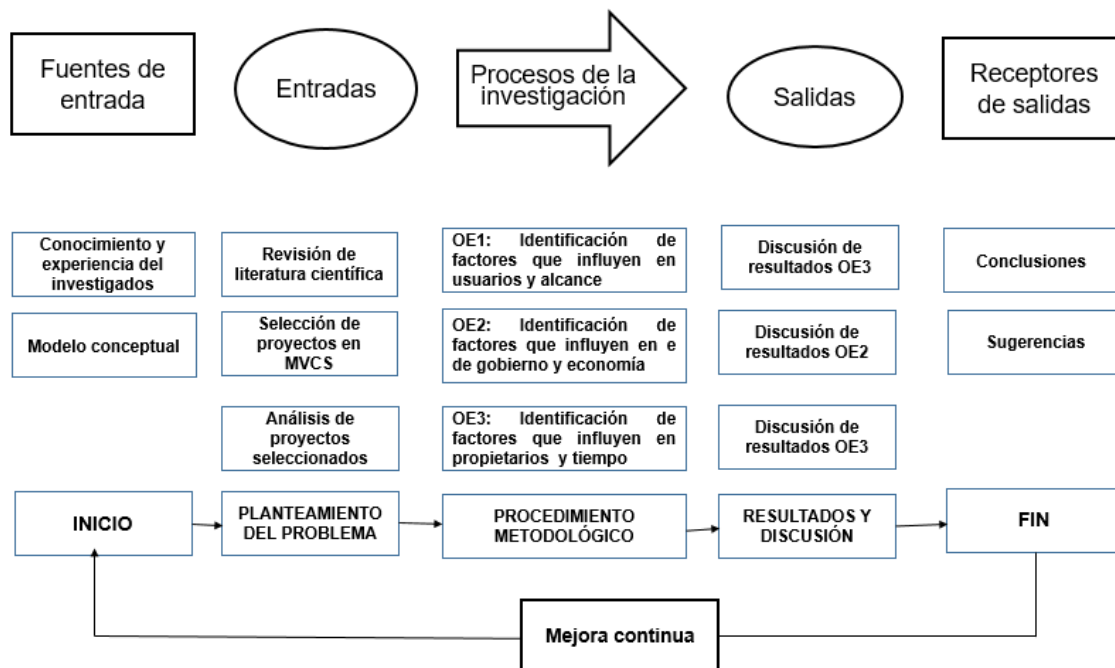 Fuentes de
entrada
Entradas
Procesos de la
investigación
Salidas
Receptores
de salidas
Conocimiento y
experiencia del
investigados
Revisión de
literatura científica
OE1: Identificación de
factores que influyen en
usuarios y alcance
Discusión de
resultados OE3
Conclusiones
Modelo conceptual
Selección de
proyectos en
MVCS
OE2: Identificación de
factores que influyen en e
de gobierno y economía
Discusión de
resultados OE2
Sugerencias
Análisis de
proyectos
seleccionados
OE3: Identificación de
factores que influyen en
propietarios y tiempo
Discusión de
resultados OE3
INICIO
PLANTEAMIENTO
DEL PROBLEMA
PROCEDIMIENTO
METODOLÓGICO
RESULTADOS Y
DISCUSIÓN
FIN
Mejora continua